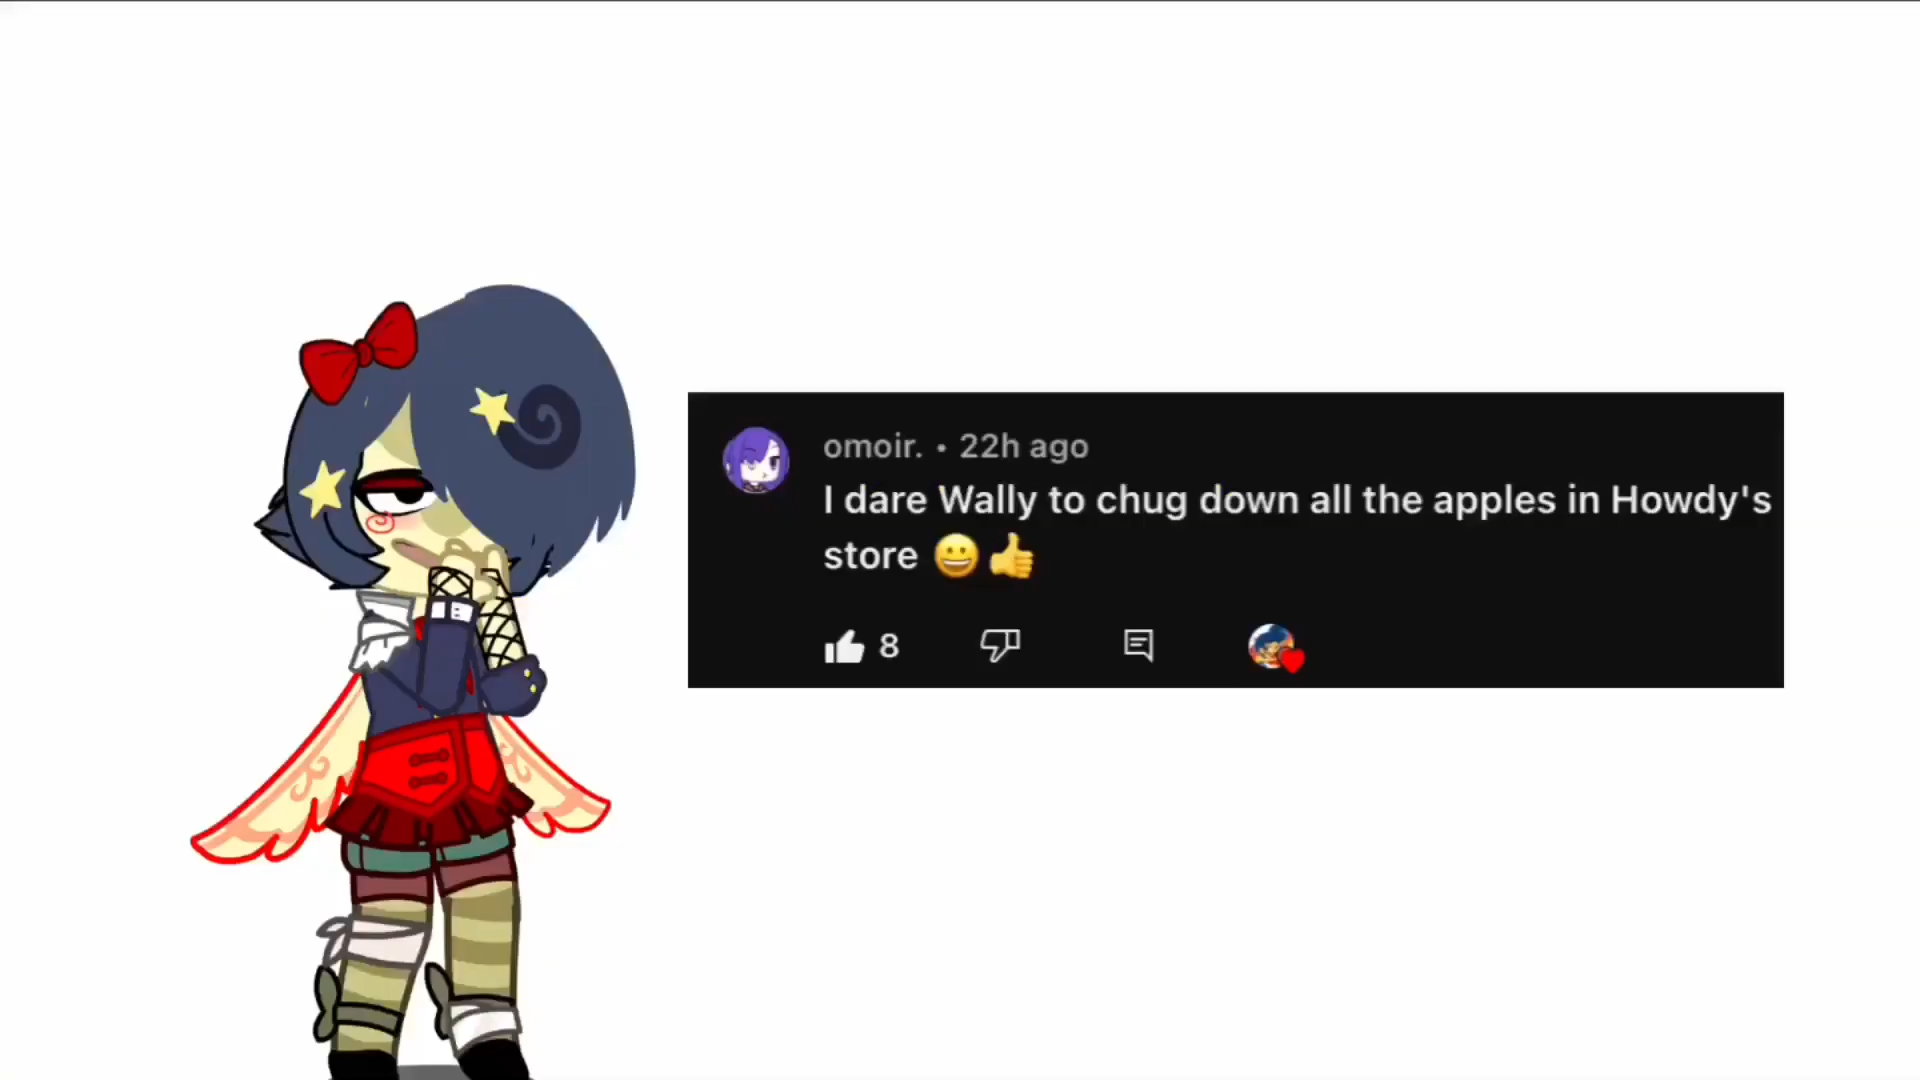 omoir. • 22h ago
I dare Wally to chug down all the apples in Howdy's
store 😀👍
8